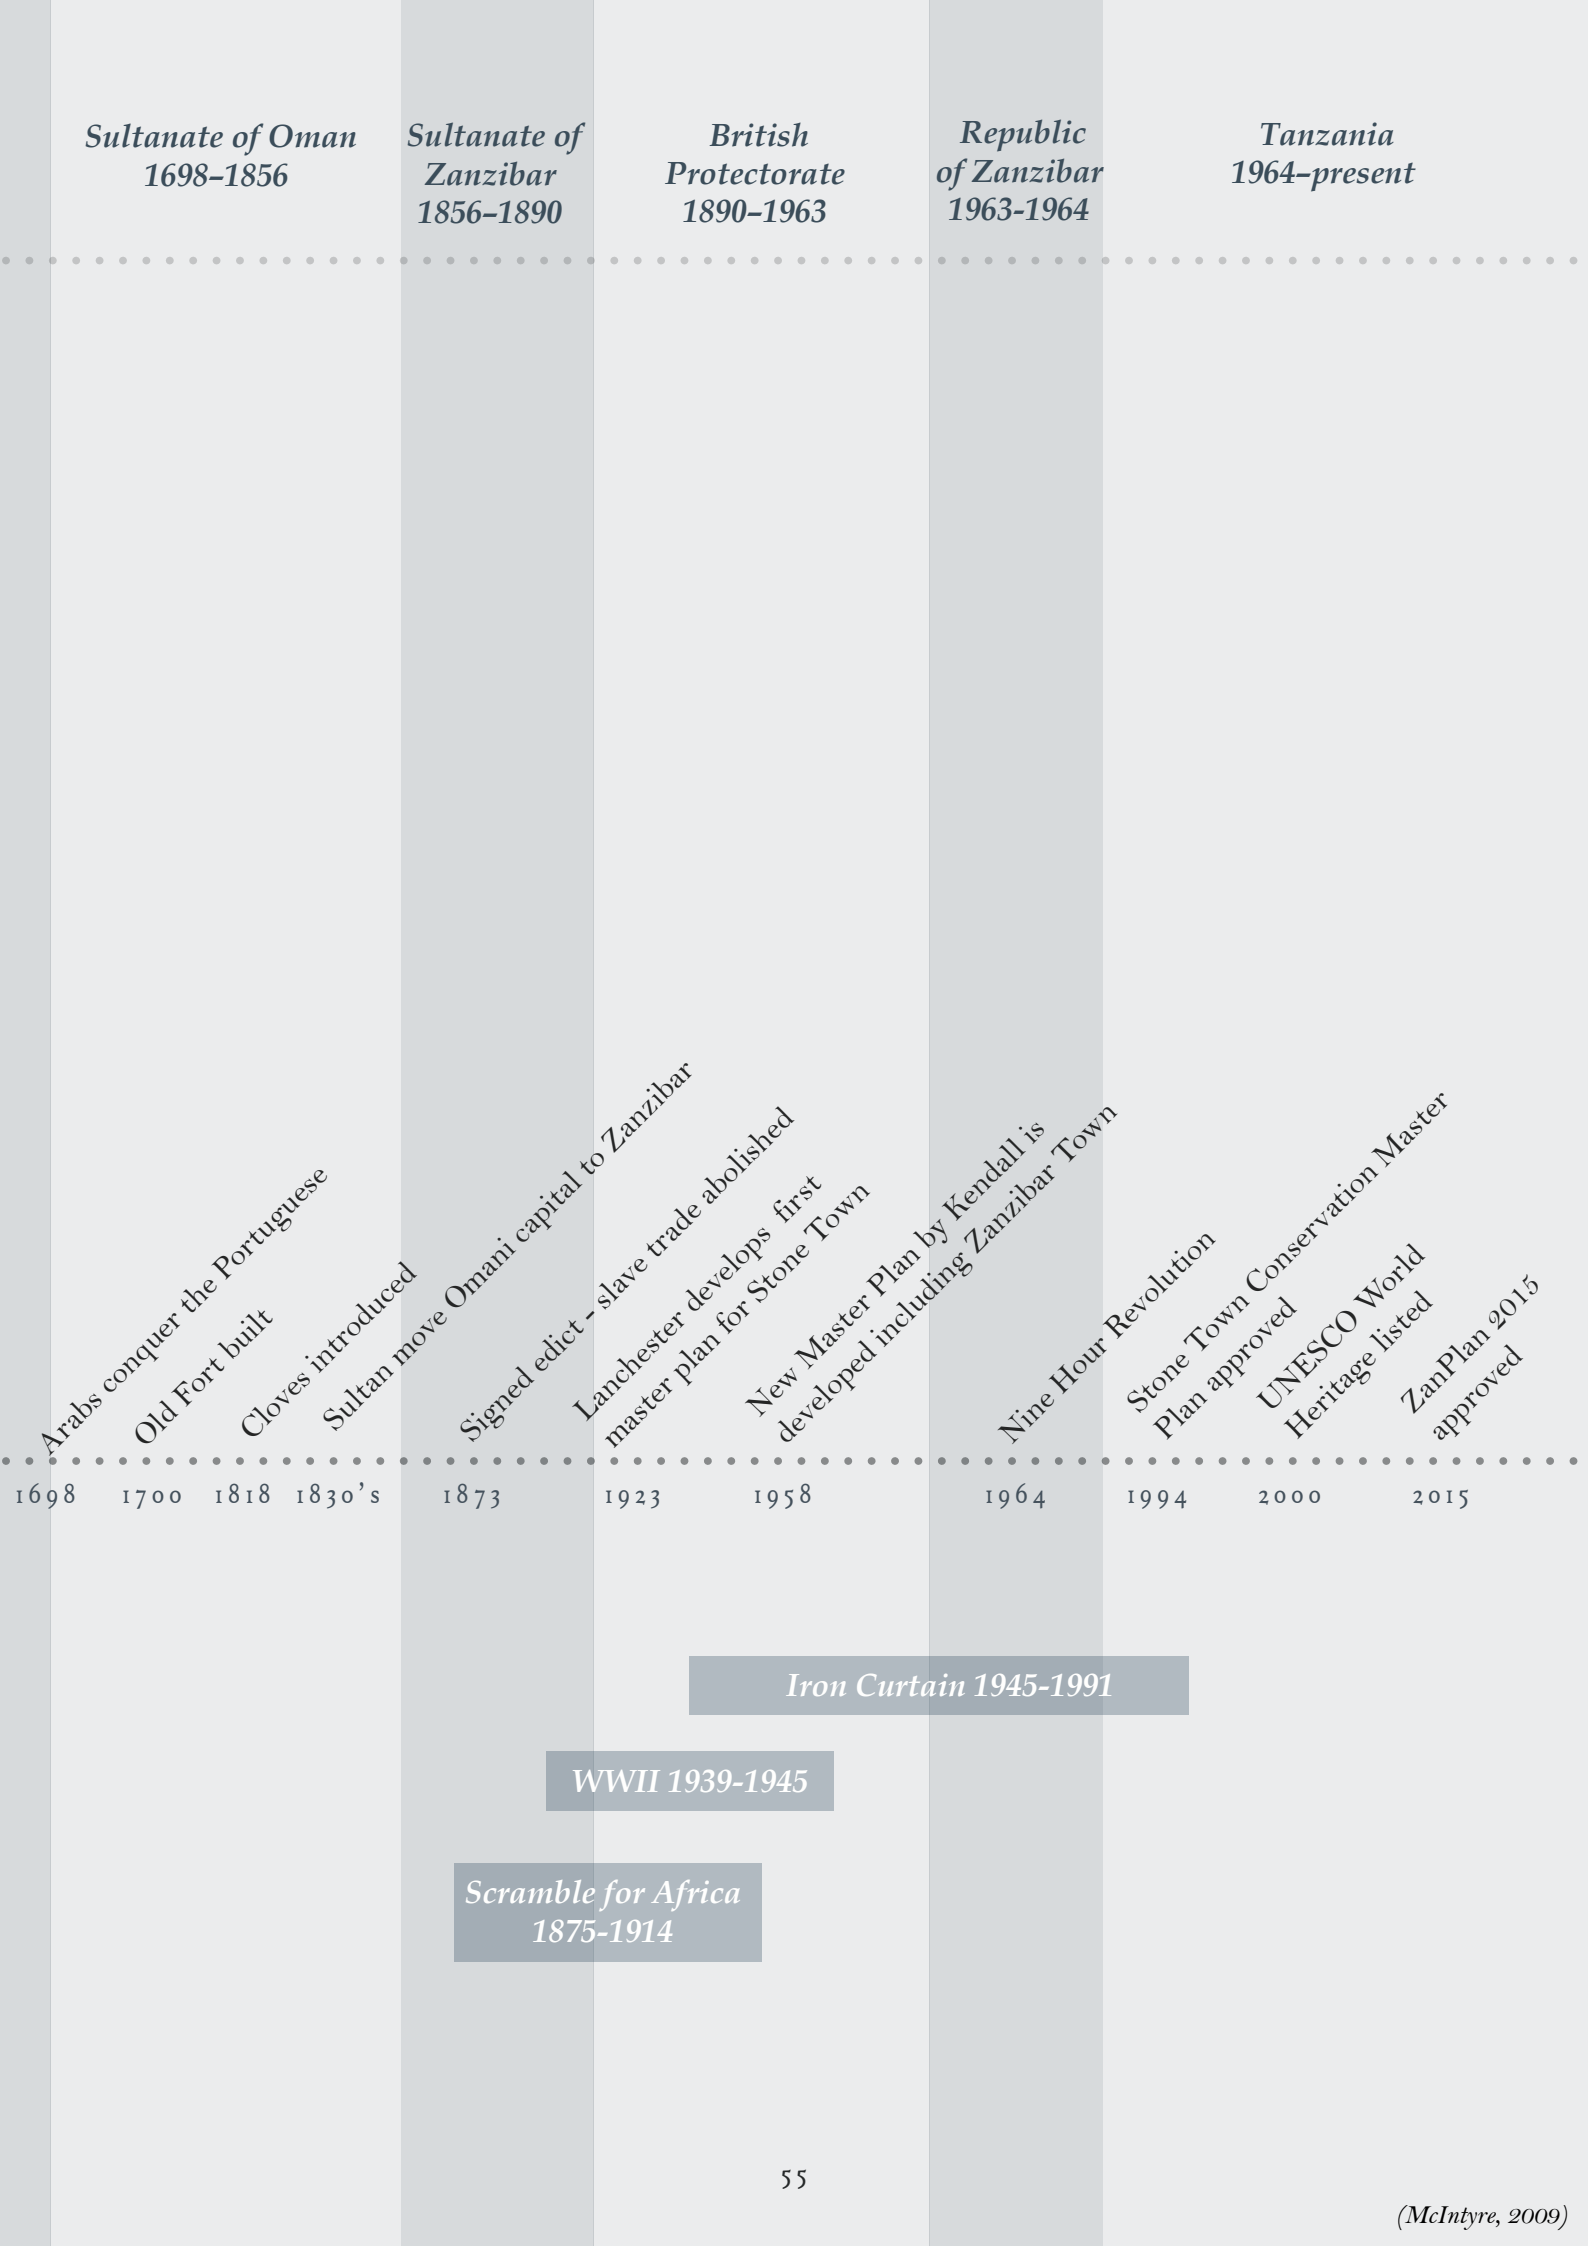 Sultanate of Oman
1698–1856
Sultanate of
Zanzibar
1856–1890
British
Protectorate
1890–1963
Republic
of Zanzibar
1963-1964
Tanzania
1964–present
Arabs conquer the Portuguese
Old Fort built
Cloves introduced
Sultan move Omani capital to Zanzibar
Signed edict - slave trade abolished
Lanchester develops  first
master plan for Stone Town
New Master Plan by Kendall is
developed including Zanzibar Town
Nine Hour Revolution
Stone Town Conservation Master
Plan approved
UNESCO World
Heritage listed
ZanPlan 2015
approved
1698 1700 1818 1830's 1873 1923 1958 1964 1994 2000 2015
Iron Curtain 1945-1991
WWII 1939-1945
Scramble for Africa
1875-1914
55
(McIntyre, 2009)